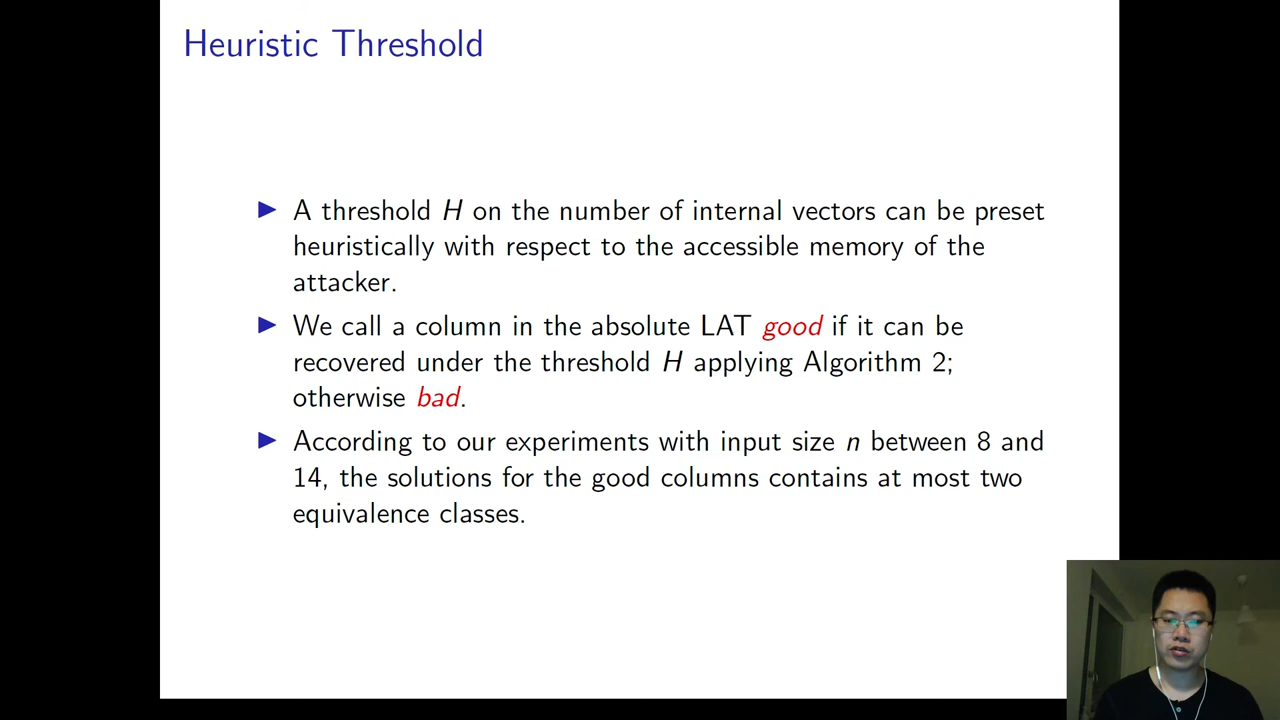 Heuristic Threshold
A threshold H on the number of internal vectors can be preset
heuristically with respect to the accessible memory of the
attacker.
We call a column in the absolute LAT good if it can be
recovered under the threshold H applying Algorithm 2;
otherwise bad.
According to our experiments with input size n between 8 and
14, the solutions for the good columns contains at most two
equivalence classes.